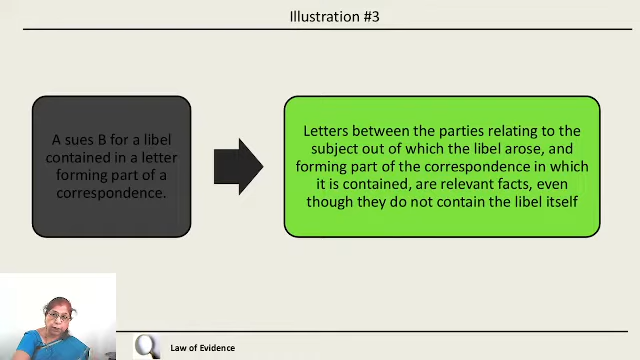 Illustration #3
A sues B for a libel
contained in a letter
forming part of a
correspondence.
Letters between the parties relating to the
subject out of which the libel arose, and
forming part of the correspondence in which
it is contained, are relevant facts, even
though they do not contain the libel itself
Law of Evidence